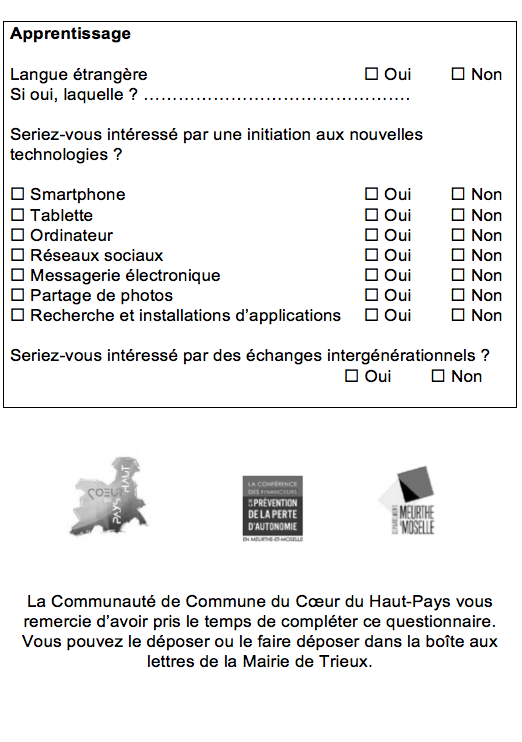 Apprentissage
Langue étrangère ☐ Oui ☐ Non
Si oui, laquelle ? ……………………………………….
Seriez-vous intéressé par une initiation aux nouvelles
technologies ?
☐ Smartphone ☐ Oui ☐ Non
☐ Tablette ☐ Oui ☐ Non
☐ Ordinateur ☐ Oui ☐ Non
☐ Réseaux sociaux ☐ Oui ☐ Non
☐ Messagerie électronique ☐ Oui ☐ Non
☐ Partage de photos ☐ Oui ☐ Non
☐ Recherche et installations d’applications ☐ Oui ☐ Non
Seriez-vous intéressé par des échanges intergénérationnels ?
☐ Oui ☐ Non
CŒUR
PAYS HAUT
LA CONFÉRENCE
DES FINANCEURS
DE LA PRÉVENTION
DE LA PERTE
D’AUTONOMIE
EN MEURTHE-ET-MOSELLE
DÉPARTEMENT
MEURTHE
&MOSELLE
La Communauté de Commune du Cœur du Haut-Pays vous
remercie d’avoir pris le temps de compléter ce questionnaire.
Vous pouvez le déposer ou le faire déposer dans la boîte aux
lettres de la Mairie de Trieux.